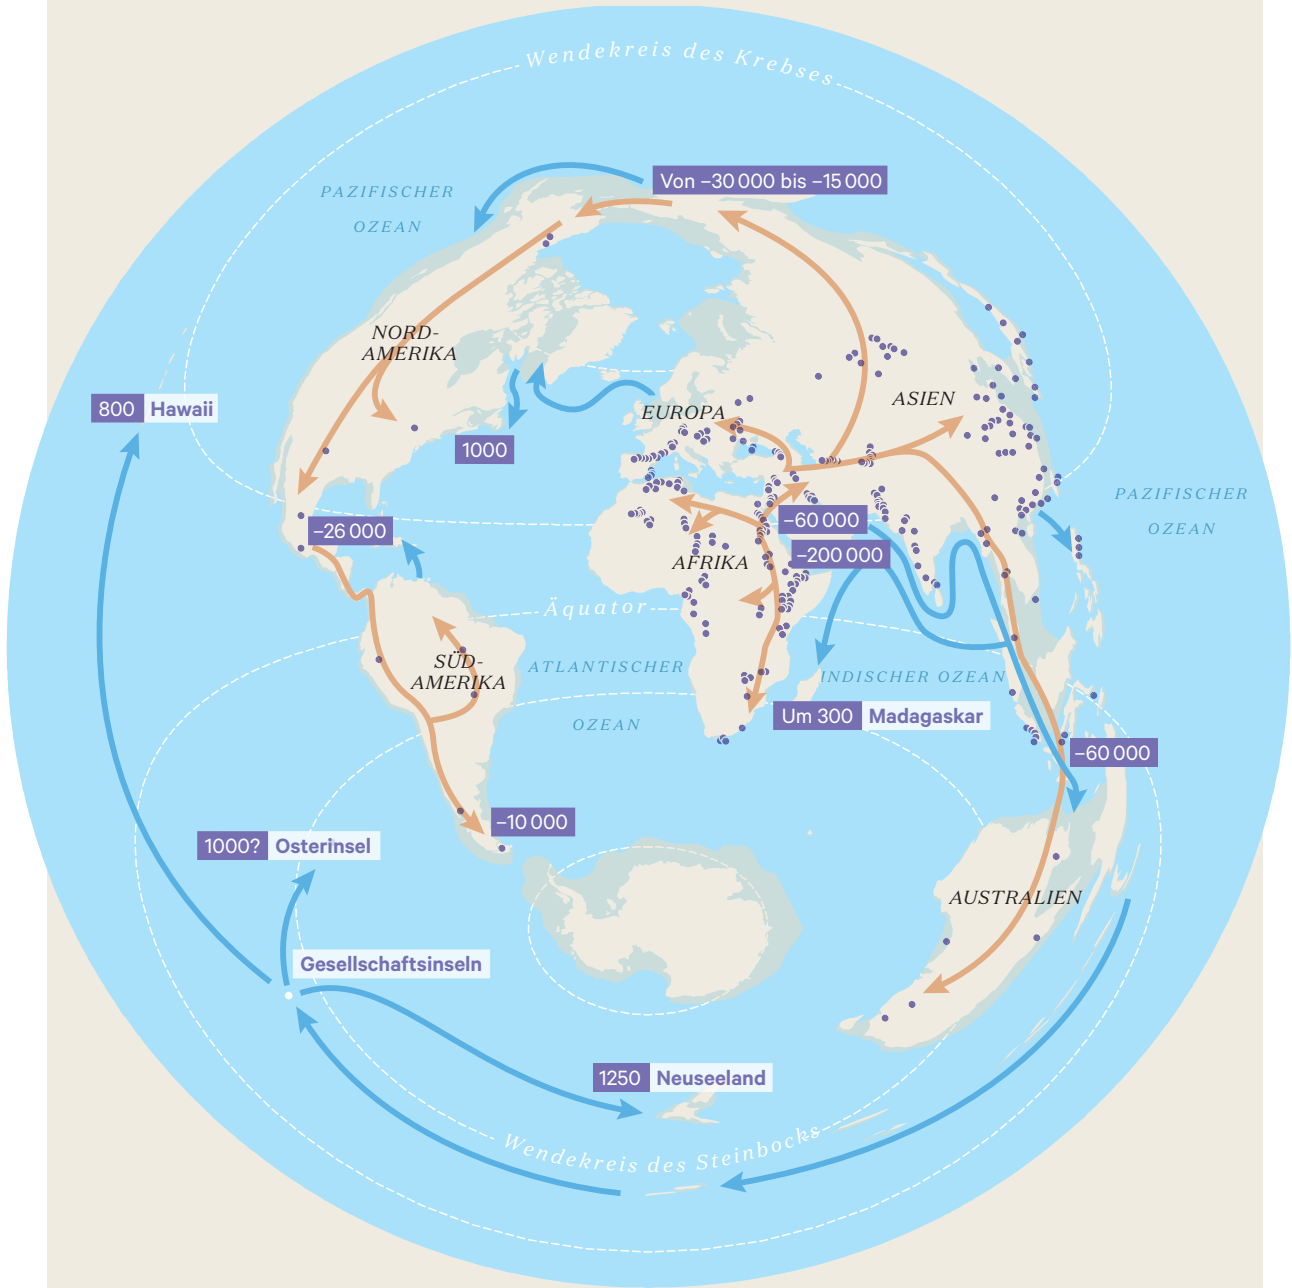 Wendekreis des Krebses
Von –30 000 bis –15 000
PAZIFISCHER
OZEAN
NORD-
AMERIKA
800 Hawaii
EUROPA
ASIEN
1000
PAZIFISCHER
OZEAN
–26 000
–60 000
–200 000
AFRIKA
Äquator
SÜD-
AMERIKA
ATLANTISCHER
OZEAN
INDISCHER OZEAN
Um 300 Madagaskar
–60 000
–10 000
1000? Osterinsel
AUSTRALIEN
Gesellschaftsinseln
1250 Neuseeland
Wendekreis des Steinbocks